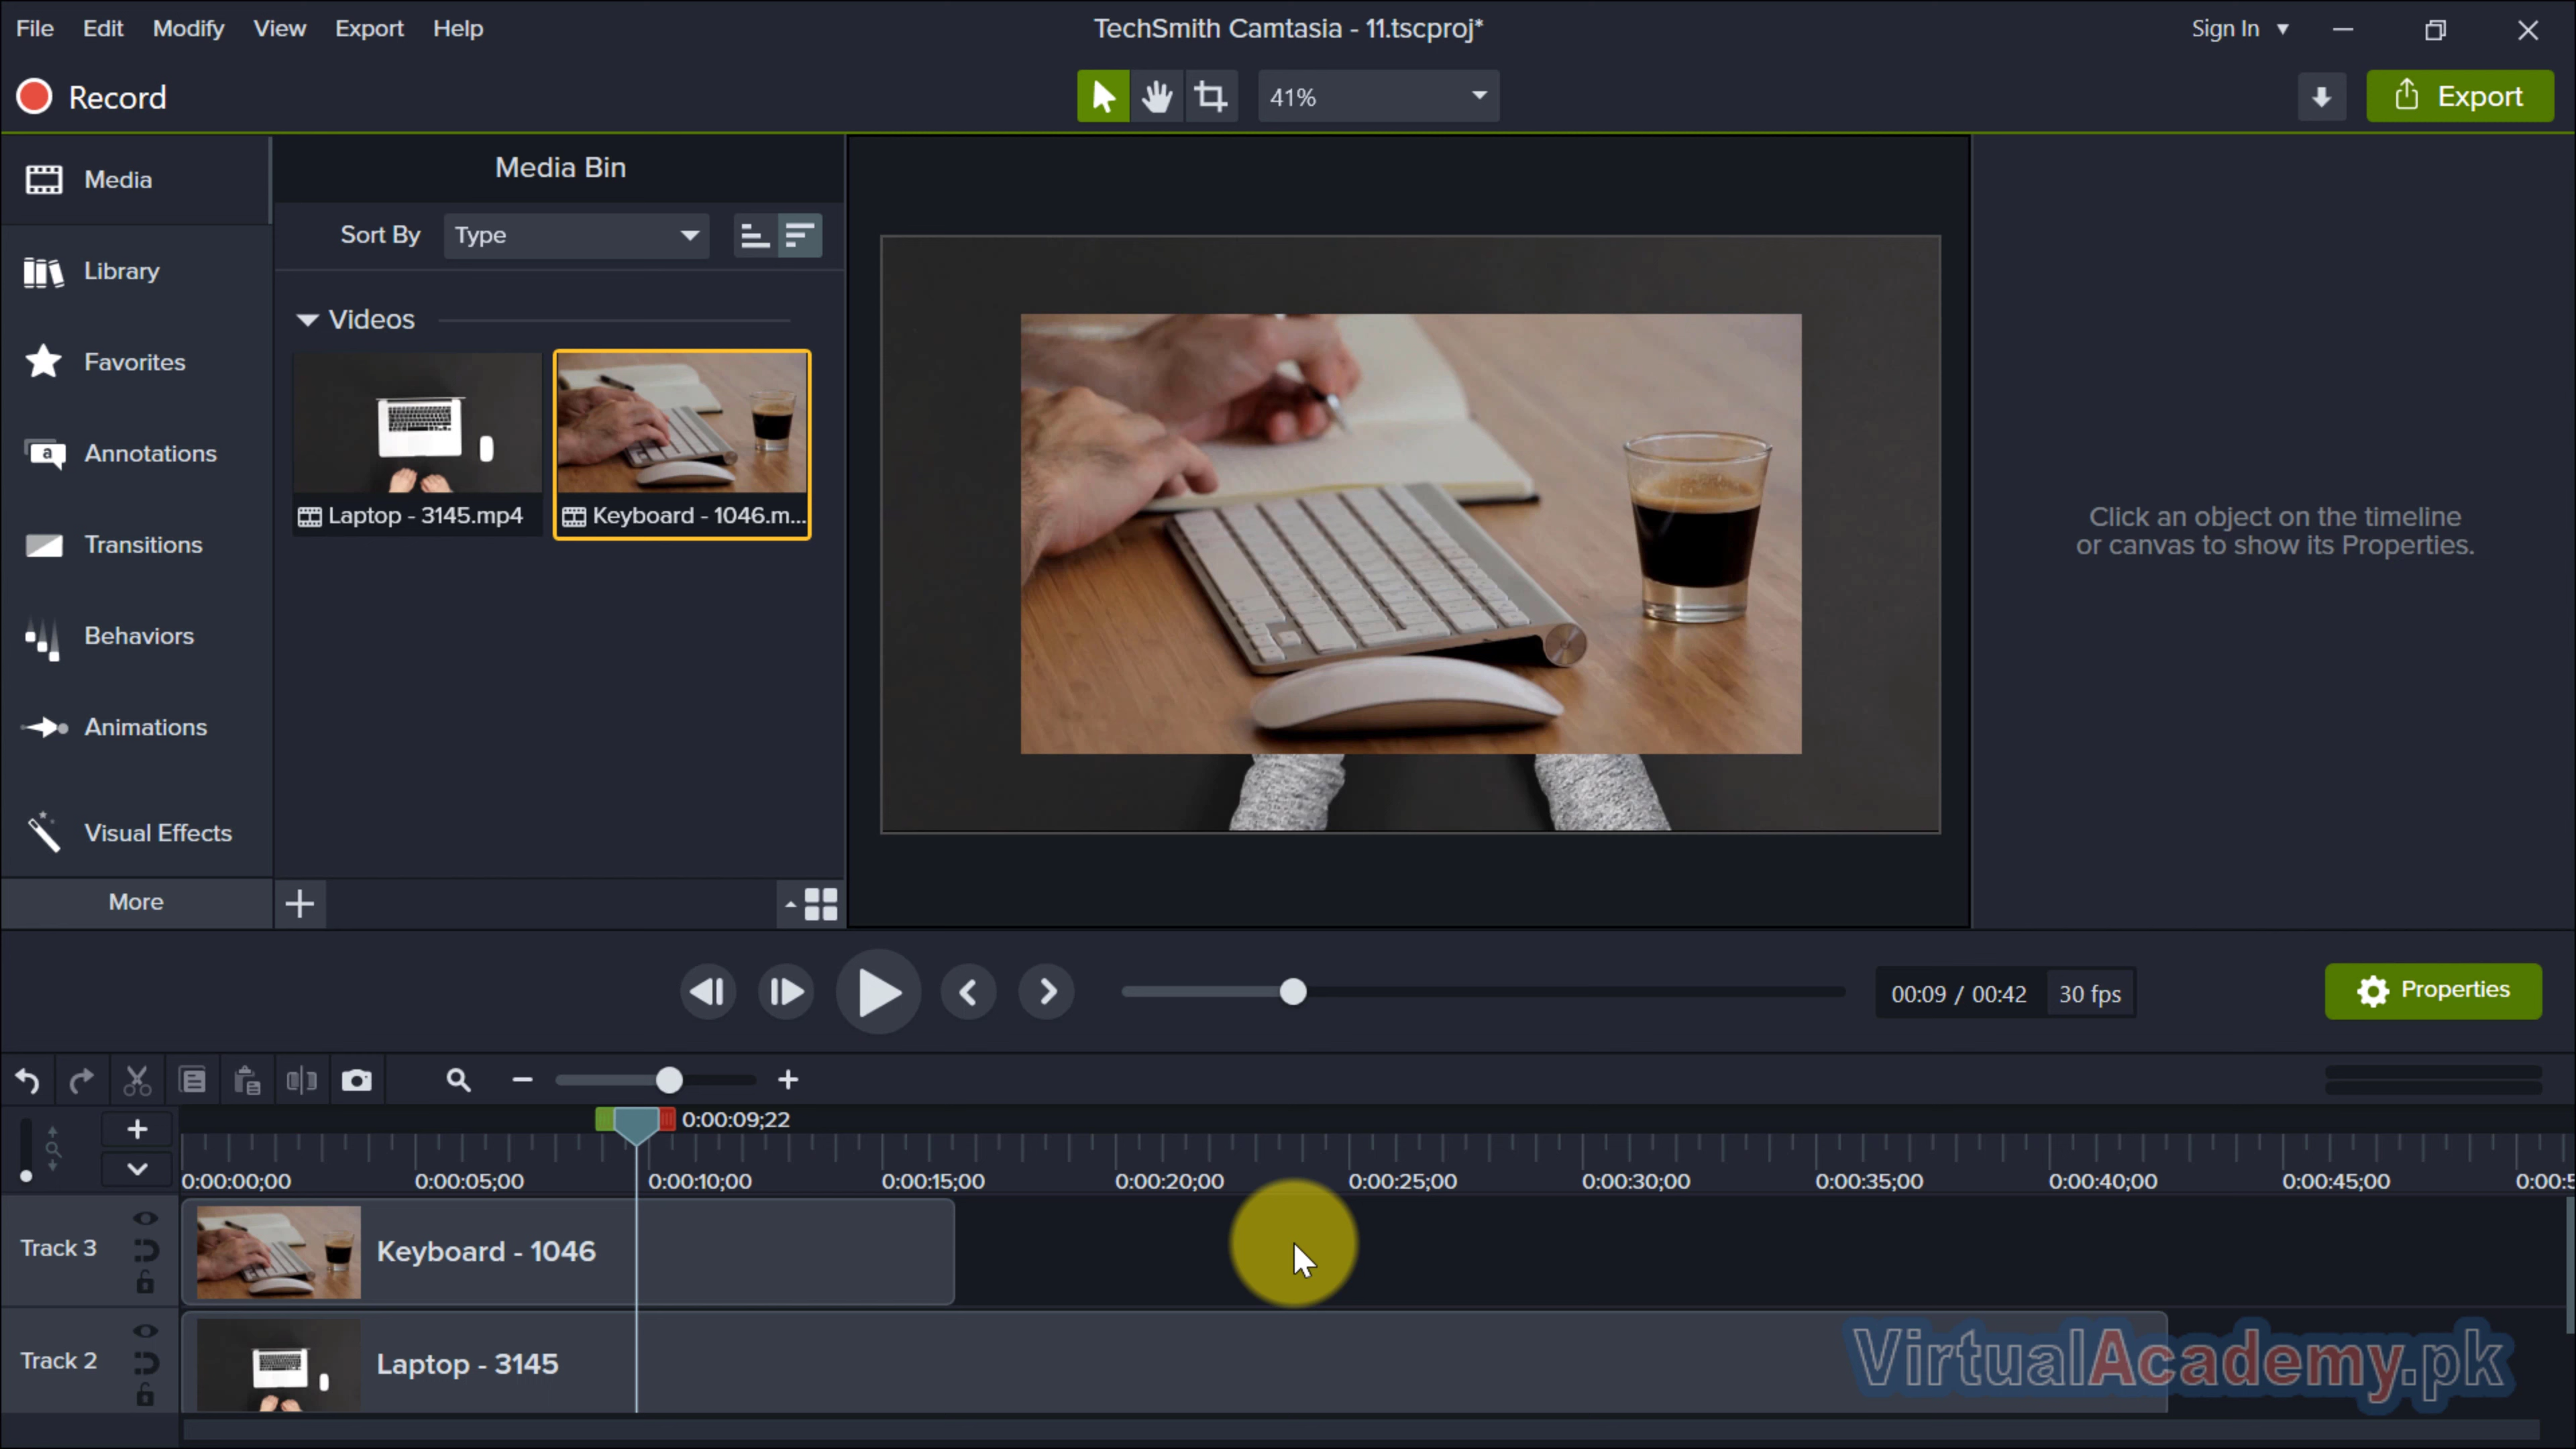 File Edit Modify View Export Help
TechSmith Camtasia - 11.tscproj*
Sign In
Record
41%
Export
Media
Library
Favorites
Annotations
Transitions
Behaviors
Animations
Visual Effects
More
Media Bin
Sort By Type
Videos
Laptop - 3145.mp4
Keyboard - 1046.m...
Click an object on the timeline
or canvas to show its Properties.
00:09 / 00:42 30 fps
Properties
0:00:09;22
0:00:00;00 0:00:05;00 0:00:10;00 0:00:15;00 0:00:20;00 0:00:25;00 0:00:30;00 0:00:35;00 0:00:40;00 0:00:45;00 0:00:5
Track 3
Keyboard - 1046
Track 2
Laptop - 3145
VirtualAcademy.pk